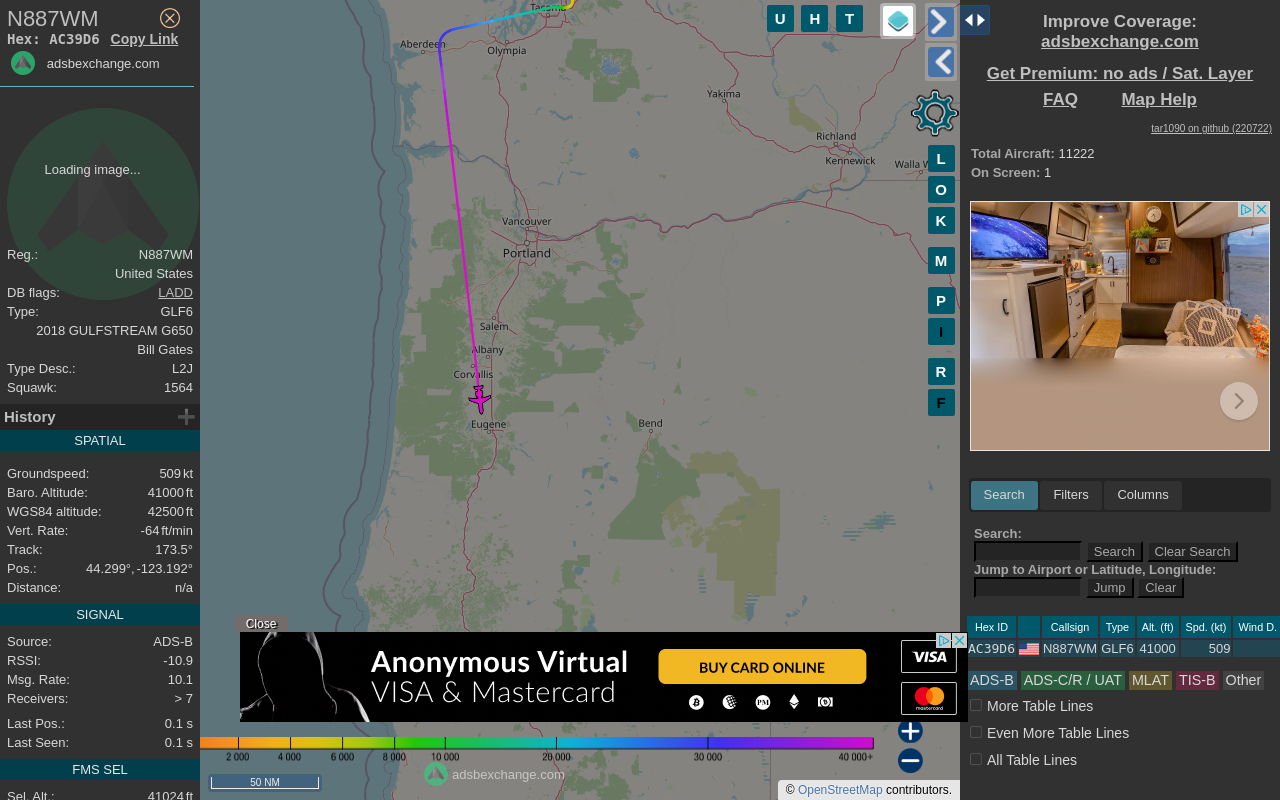 N887WM
Hex: AC39D6 Copy Link
adsbexchange.com
Loading image...
Reg.: N887WM
United States
DB flags: LADD
Type: GLF6
2018 GULFSTREAM G650
Bill Gates
Type Desc.: L2J
Squawk: 1564
History
SPATIAL
Groundspeed: 509 kt
Baro. Altitude: 41000 ft
WGS84 altitude: 42500 ft
Vert. Rate: -64 ft/min
Track: 173.5°
Pos.: 44.299°, -123.192°
Distance: n/a
SIGNAL
Source: ADS-B
RSSI: -10.9
Msg. Rate: 10.1
Receivers: > 7
Last Pos.: 0.1 s
Last Seen: 0.1 s
FMS SEL
Sel. Alt.: 41024 ft
Tacoma
Aberdeen
Olympia
Yakima
Richland
Kennewick
Walla W
Vancouver
Portland
Salem
Albany
Corvallis
Eugene
Bend
U H T
L
O
K
M
P
I
R
F
Close
Anonymous Virtual
VISA & Mastercard
BUY CARD ONLINE
PM
VISA
mastercard
2 000 4 000 6 000 8 000 10 000 20 000 30 000 40 000+
50 NM
adsbexchange.com
© OpenStreetMap contributors.
Improve Coverage:
adsbexchange.com
Get Premium: no ads / Sat. Layer
FAQ Map Help
tar1090 on github (220722)
Total Aircraft: 11222
On Screen: 1
Search Filters Columns
Search:
Search Clear Search
Jump to Airport or Latitude, Longitude:
Jump Clear
Hex ID Callsign Type Alt. (ft) Spd. (kt) Wind D.
AC39D6 N887WM GLF6 41000 509
ADS-B ADS-C/R / UAT MLAT TIS-B Other
More Table Lines
Even More Table Lines
All Table Lines